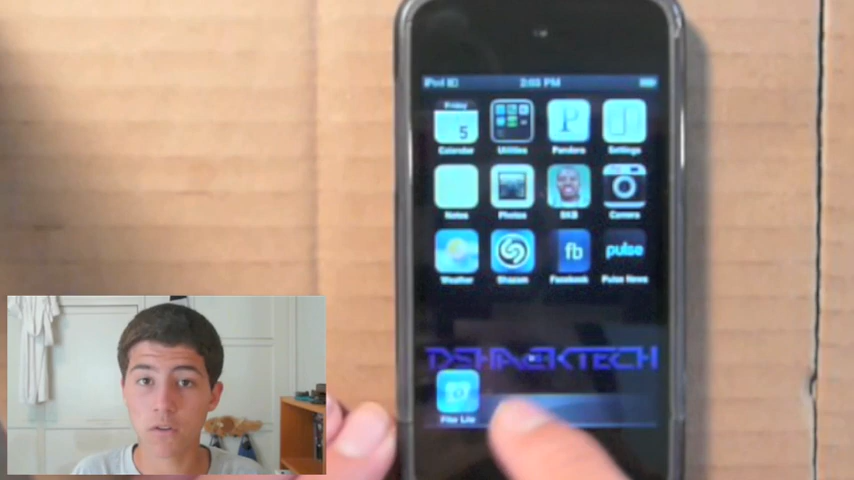 iPod
2:03 PM
Friday
5
Calendar Utilities Pandora Settings
Notes Photos Camera
Weather Shazam fb Facebook pulse Pulse News
DSHACKTECH